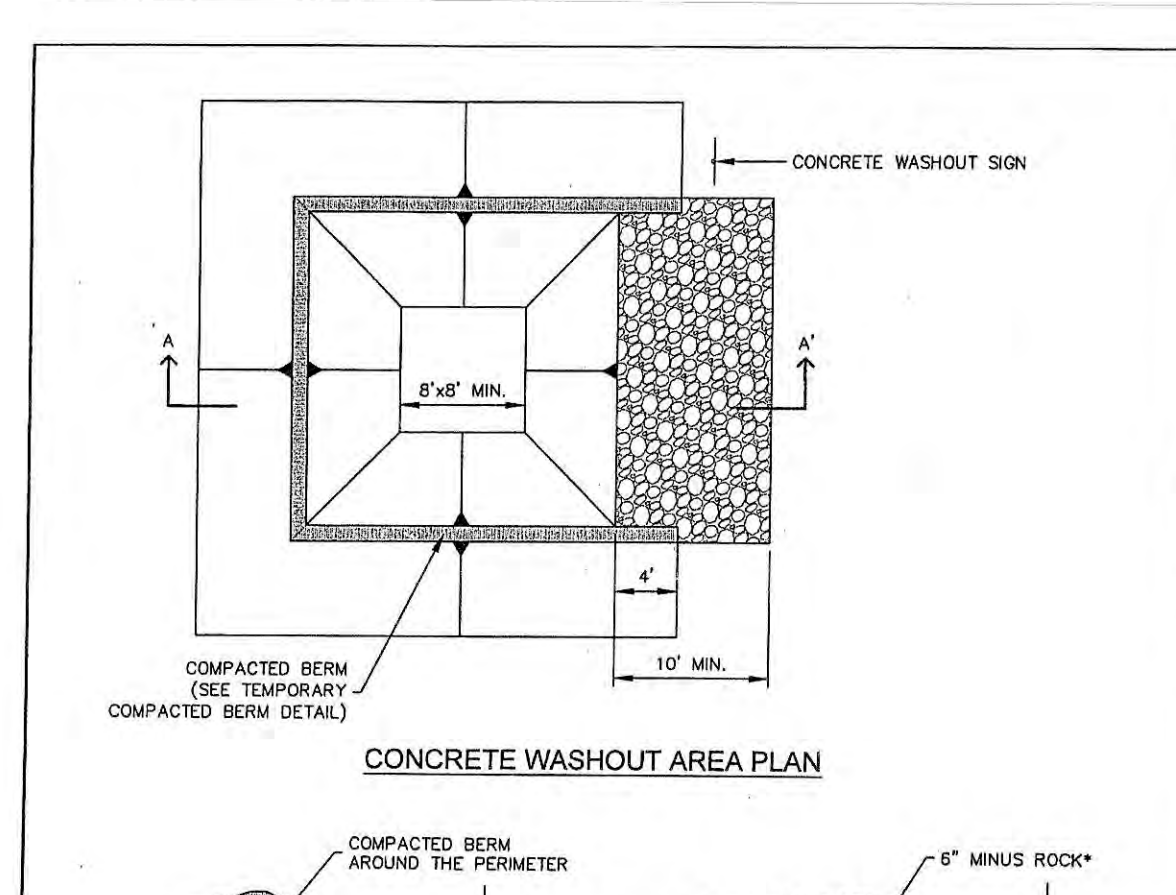 CONCRETE WASHOUT SIGN
A
A'
8'x8' MIN.
4'
10' MIN.
COMPACTED BERM
(SEE TEMPORARY
COMPACTED BERM DETAIL)
CONCRETE WASHOUT AREA PLAN
COMPACTED BERM
AROUND THE PERIMETER
6" MINUS ROCK*